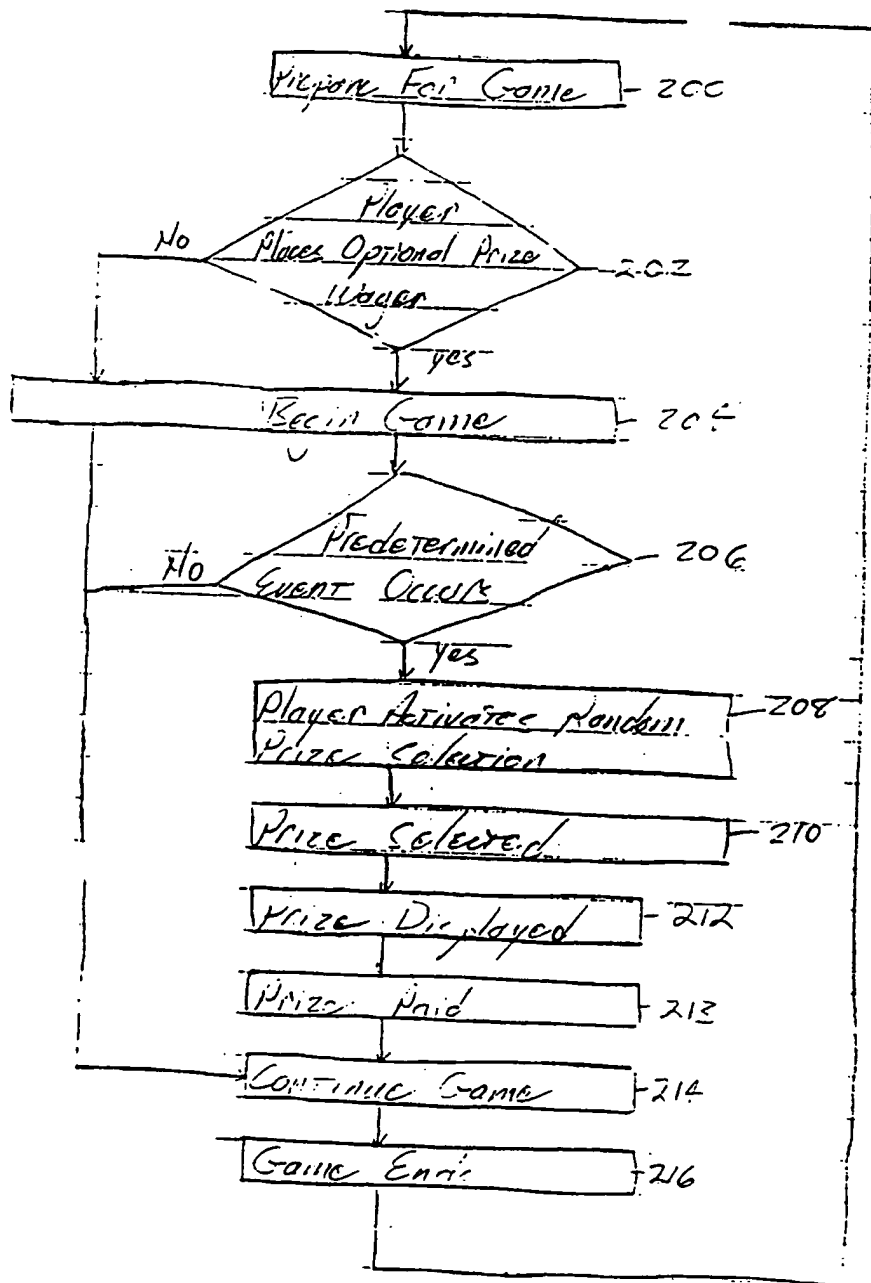 Prepare For Game
200
Player
Places Optional Prize
Wager
202
No
yes
Begin Game
204
Predetermined
Event Occurs
206
No
yes
Player Activates Random
Prize Selection
208
Prize Selected
210
Prize Displayed
212
Prize Paid
213
Continue Game
214
Game Ends
216